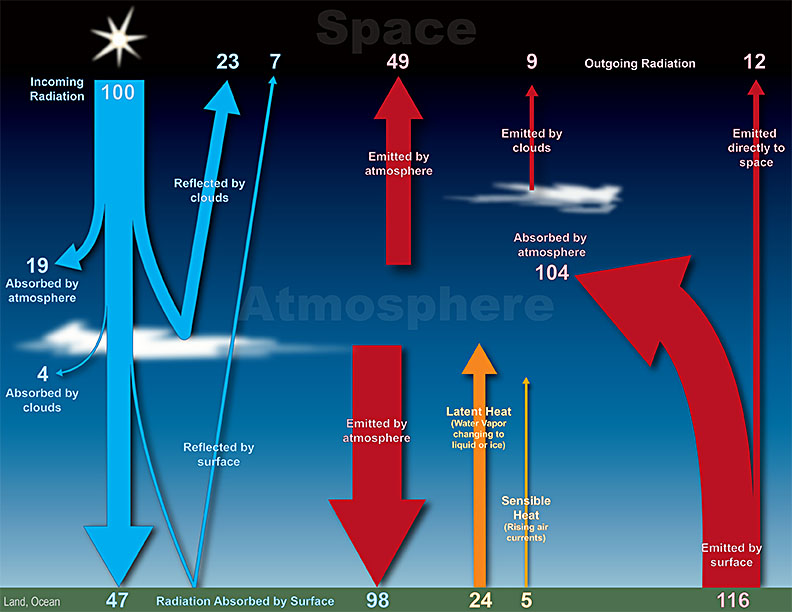 Space
23
7
49
9
Outgoing Radiation
12
Incoming
Radiation
100
Emitted by
clouds
Emitted
directly to
space
Emitted by
atmosphere
Reflected by
clouds
Absorbed by
atmosphere
104
19
Absorbed by
atmosphere
Atmosphere
4
Absorbed by
clouds
Reflected by
surface
Emitted by
atmosphere
Latent Heat
(Water Vapor
changing to
liquid or ice)
Sensible
Heat
(Rising air
currents)
Emitted by
surface
Land, Ocean
47
Radiation Absorbed by Surface
98
24
5
116